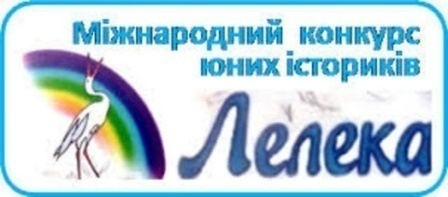 Міжнародний конкурс
юних істориків
Лелека